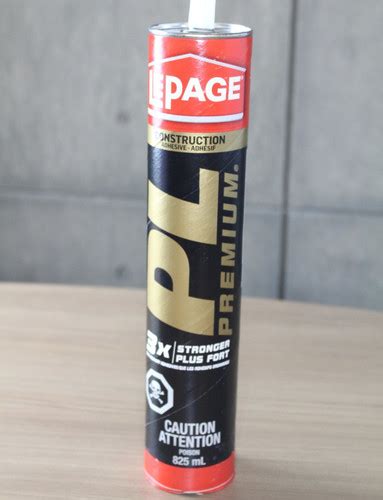 LEPAGE
CONSTRUCTION
ADHESIVE - ADHÉSIF
PL
PREMIUM®
3x STRONGER
PLUS FORT
CAUTION
ATTENTION
POISON
825 mL